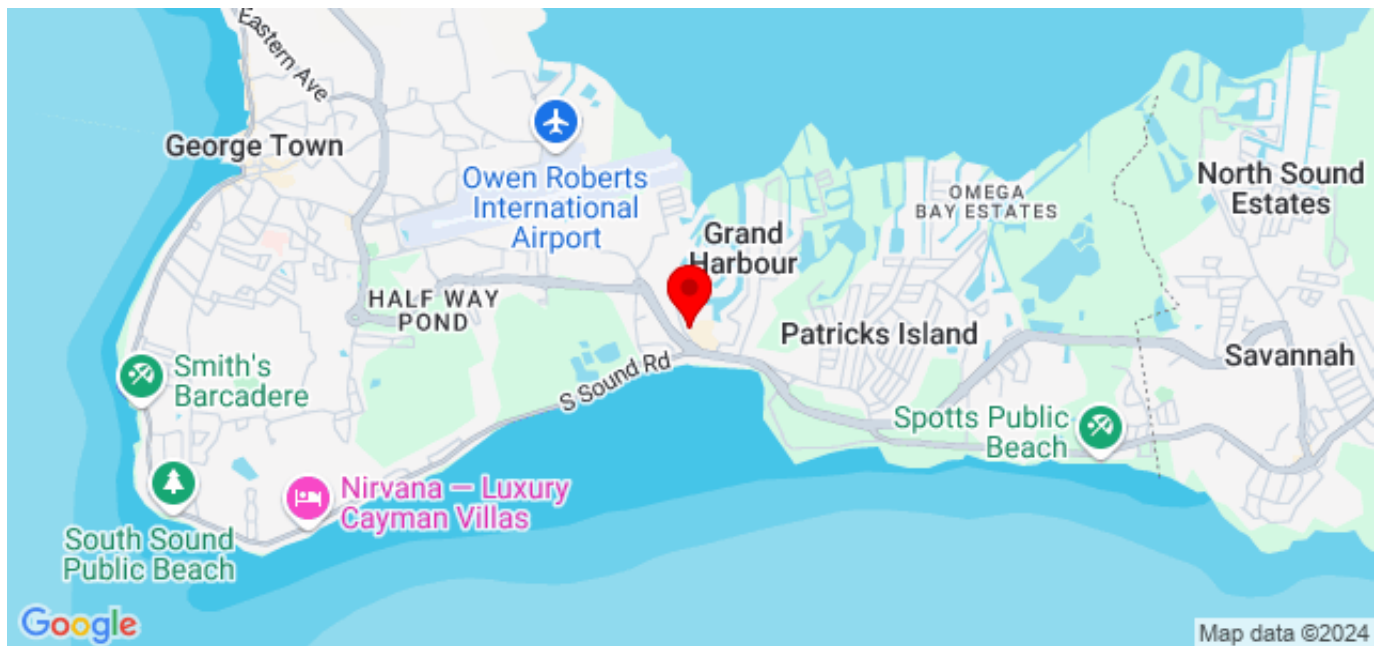 Eastern Ave
George Town
Owen Roberts
International
Airport
Grand
Harbour
OMEGA
BAY ESTATES
North Sound
Estates
HALF WAY
POND
Patricks Island
Savannah
Smith's
Barcadere
S Sound Rd
Spotts Public
Beach
Nirvana — Luxury
Cayman Villas
South Sound
Public Beach
Google
Map data ©2024